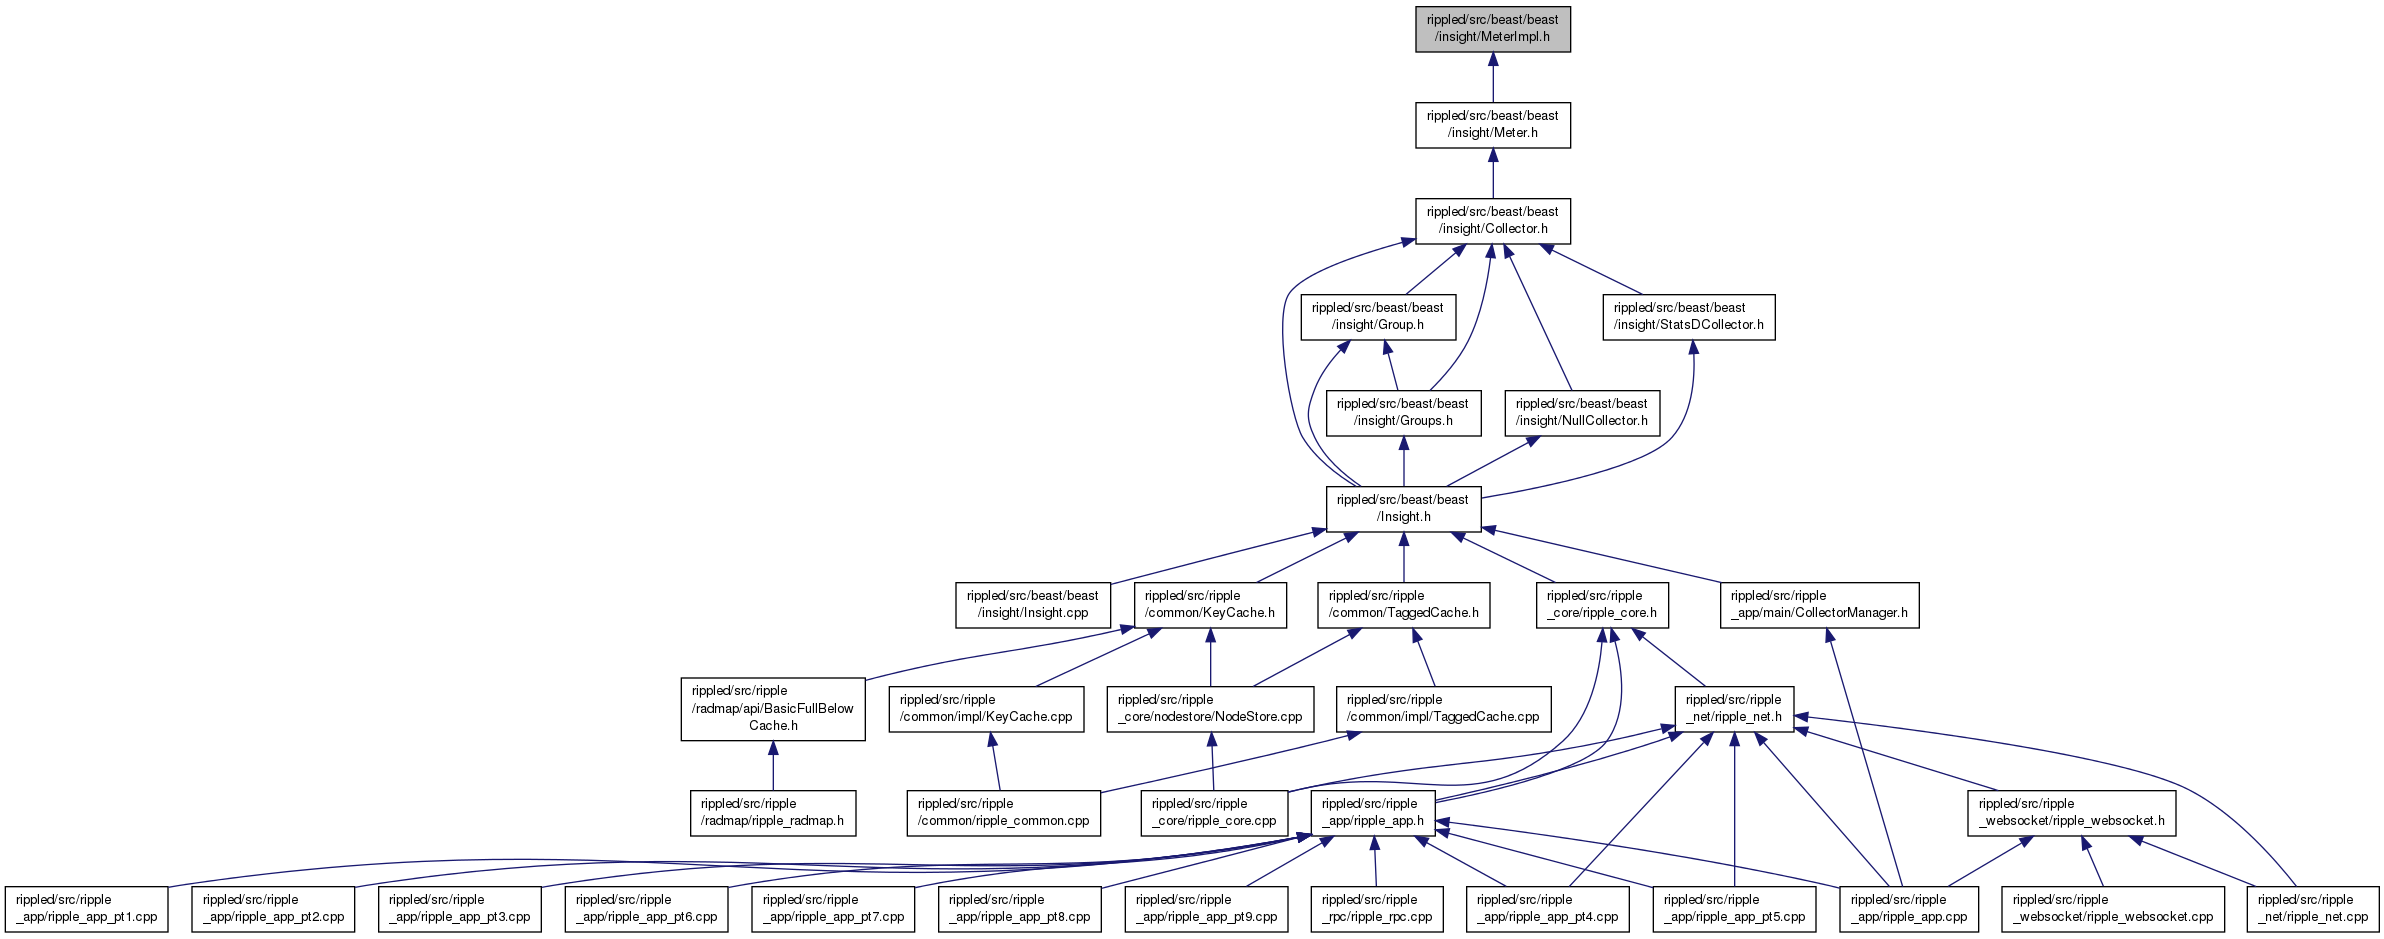 rippled/src/beast/beast
/insight/MeterImpl.h
rippled/src/beast/beast
/insight/Meter.h
rippled/src/beast/beast
/insight/Collector.h
rippled/src/beast/beast
/insight/Group.h
rippled/src/beast/beast
/insight/StatsDCollector.h
rippled/src/beast/beast
/insight/Groups.h
rippled/src/beast/beast
/insight/NullCollector.h
rippled/src/beast/beast
/Insight.h
rippled/src/beast/beast
/insight/Insight.cpp
rippled/src/ripple
/common/KeyCache.h
rippled/src/ripple
/common/TaggedCache.h
rippled/src/ripple
_core/ripple_core.h
rippled/src/ripple
_app/main/CollectorManager.h
rippled/src/ripple
/radmap/api/BasicFullBelow
Cache.h
rippled/src/ripple
/common/impl/KeyCache.cpp
rippled/src/ripple
_core/nodestore/NodeStore.cpp
rippled/src/ripple
/common/impl/TaggedCache.cpp
rippled/src/ripple
_net/ripple_net.h
rippled/src/ripple
/radmap/ripple_radmap.h
rippled/src/ripple
/common/ripple_common.cpp
rippled/src/ripple
_core/ripple_core.cpp
rippled/src/ripple
_app/ripple_app.h
rippled/src/ripple
_websocket/ripple_websocket.h
rippled/src/ripple
_app/ripple_app_pt1.cpp
rippled/src/ripple
_app/ripple_app_pt2.cpp
rippled/src/ripple
_app/ripple_app_pt3.cpp
rippled/src/ripple
_app/ripple_app_pt6.cpp
rippled/src/ripple
_app/ripple_app_pt7.cpp
rippled/src/ripple
_app/ripple_app_pt8.cpp
rippled/src/ripple
_app/ripple_app_pt9.cpp
rippled/src/ripple
_rpc/ripple_rpc.cpp
rippled/src/ripple
_app/ripple_app_pt4.cpp
rippled/src/ripple
_app/ripple_app_pt5.cpp
rippled/src/ripple
_app/ripple_app.cpp
rippled/src/ripple
_websocket/ripple_websocket.cpp
rippled/src/ripple
_net/ripple_net.cpp